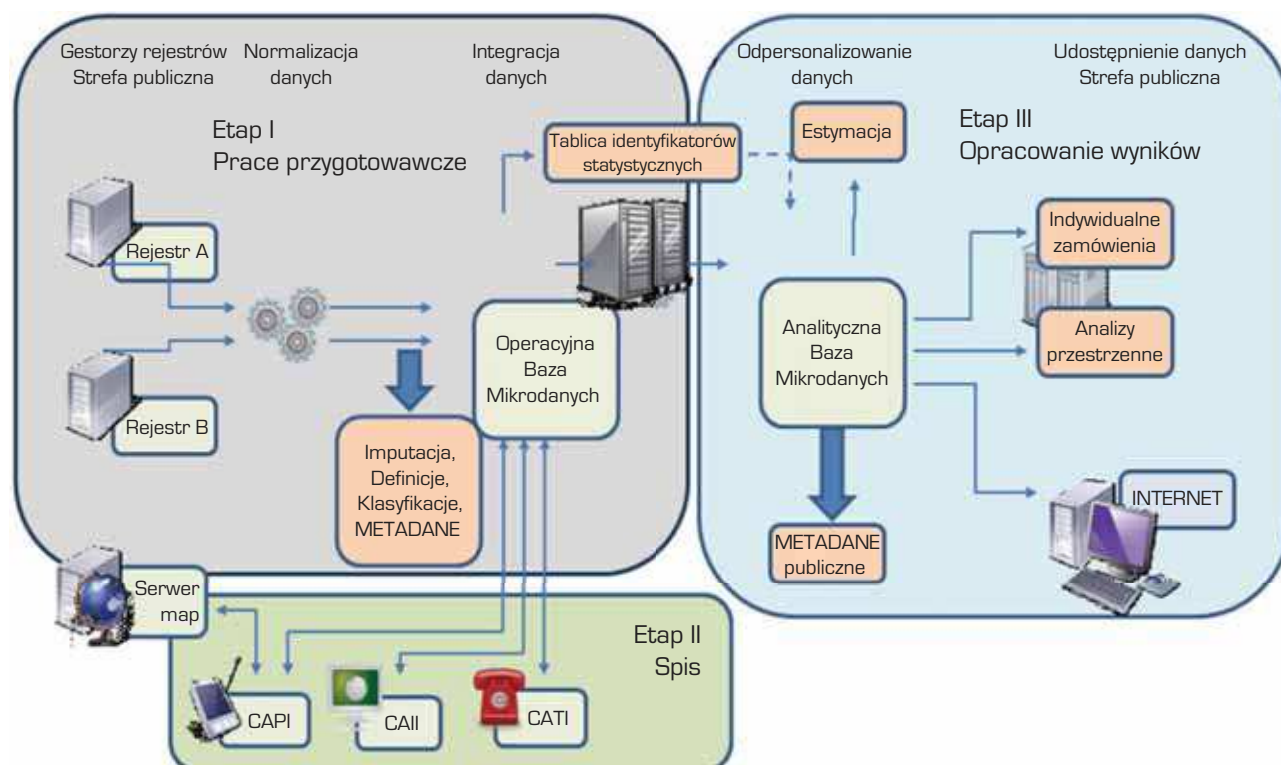 Gestorzy rejestrów
Strefa publiczna
Normalizacja
danych
Integracja
danych
Odpersonalizowanie
danych
Udostępnienie danych
Strefa publiczna
Etap I
Prace przygotowawcze
Tablica identyfikatorów
statystycznych
Estymacja
Etap III
Opracowanie wyników
Rejestr A
Rejestr B
Operacyjna
Baza
Mikrodanych
Imputacja,
Definicje,
Klasyfikacje,
METADANE
Analityczna
Baza
Mikrodanych
Indywidualne
zamówienia
Analizy
przestrzenne
METADANE
publiczne
INTERNET
Serwer
map
Etap II
Spis
CAPI
CAII
CATI